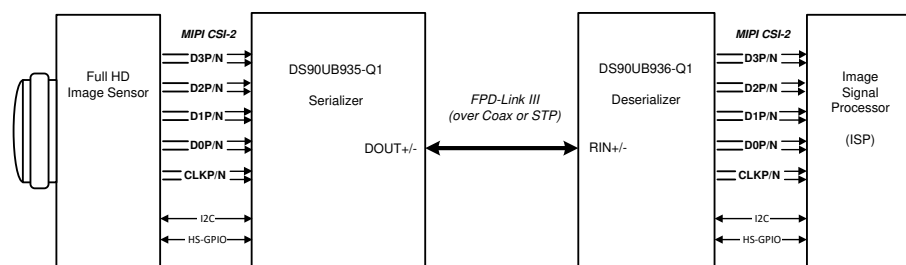 Full HD
Image Sensor
MIPI CSI-2
D3P/N
D2P/N
D1P/N
D0P/N
CLKP/N
I2C
HS-GPIO
DS90UB935-Q1
Serializer
DOUT+/-
FPD-Link III
(over Coax or STP)
DS90UB936-Q1
Deserializer
RIN+/-
MIPI CSI-2
D3P/N
D2P/N
D1P/N
D0P/N
CLKP/N
I2C
HS-GPIO
Image
Signal
Processor
(ISP)